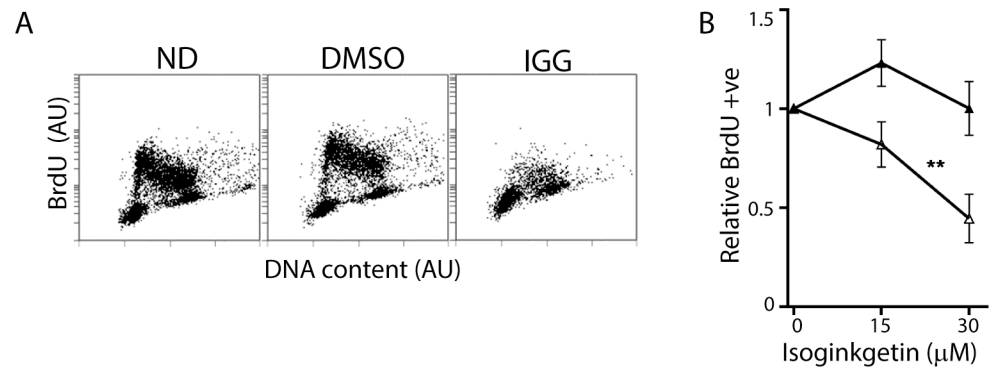 A
ND
DMSO
IGG
BrdU (AU)
DNA content (AU)
B
Relative BrdU +ve
1.5
1
0.5
0
**
0
15
30
Isoginkgetin (μM)